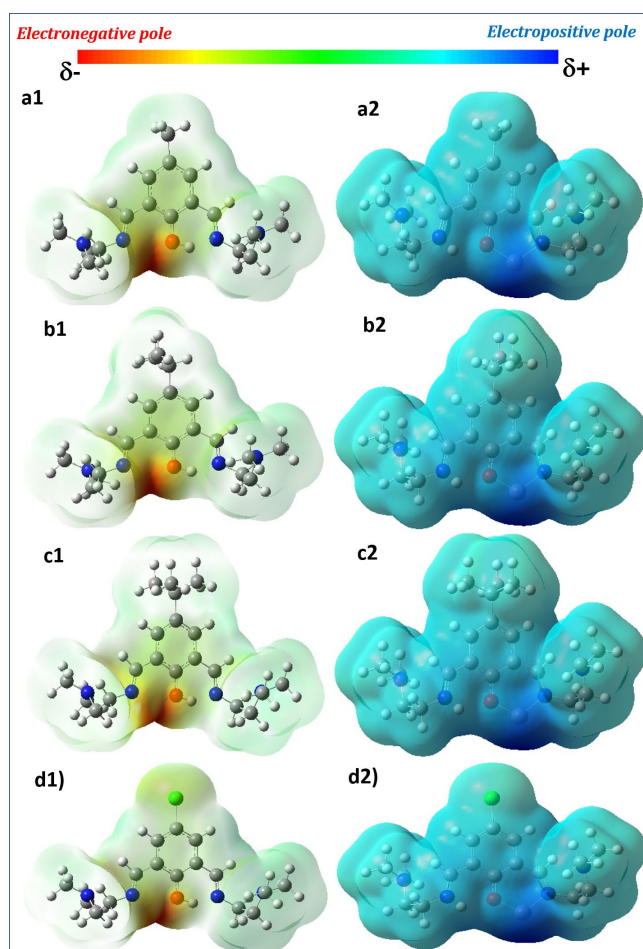 Electronegative pole Electropositive pole
δ- δ+
a1 a2
b1 b2
c1 c2
d1) d2)